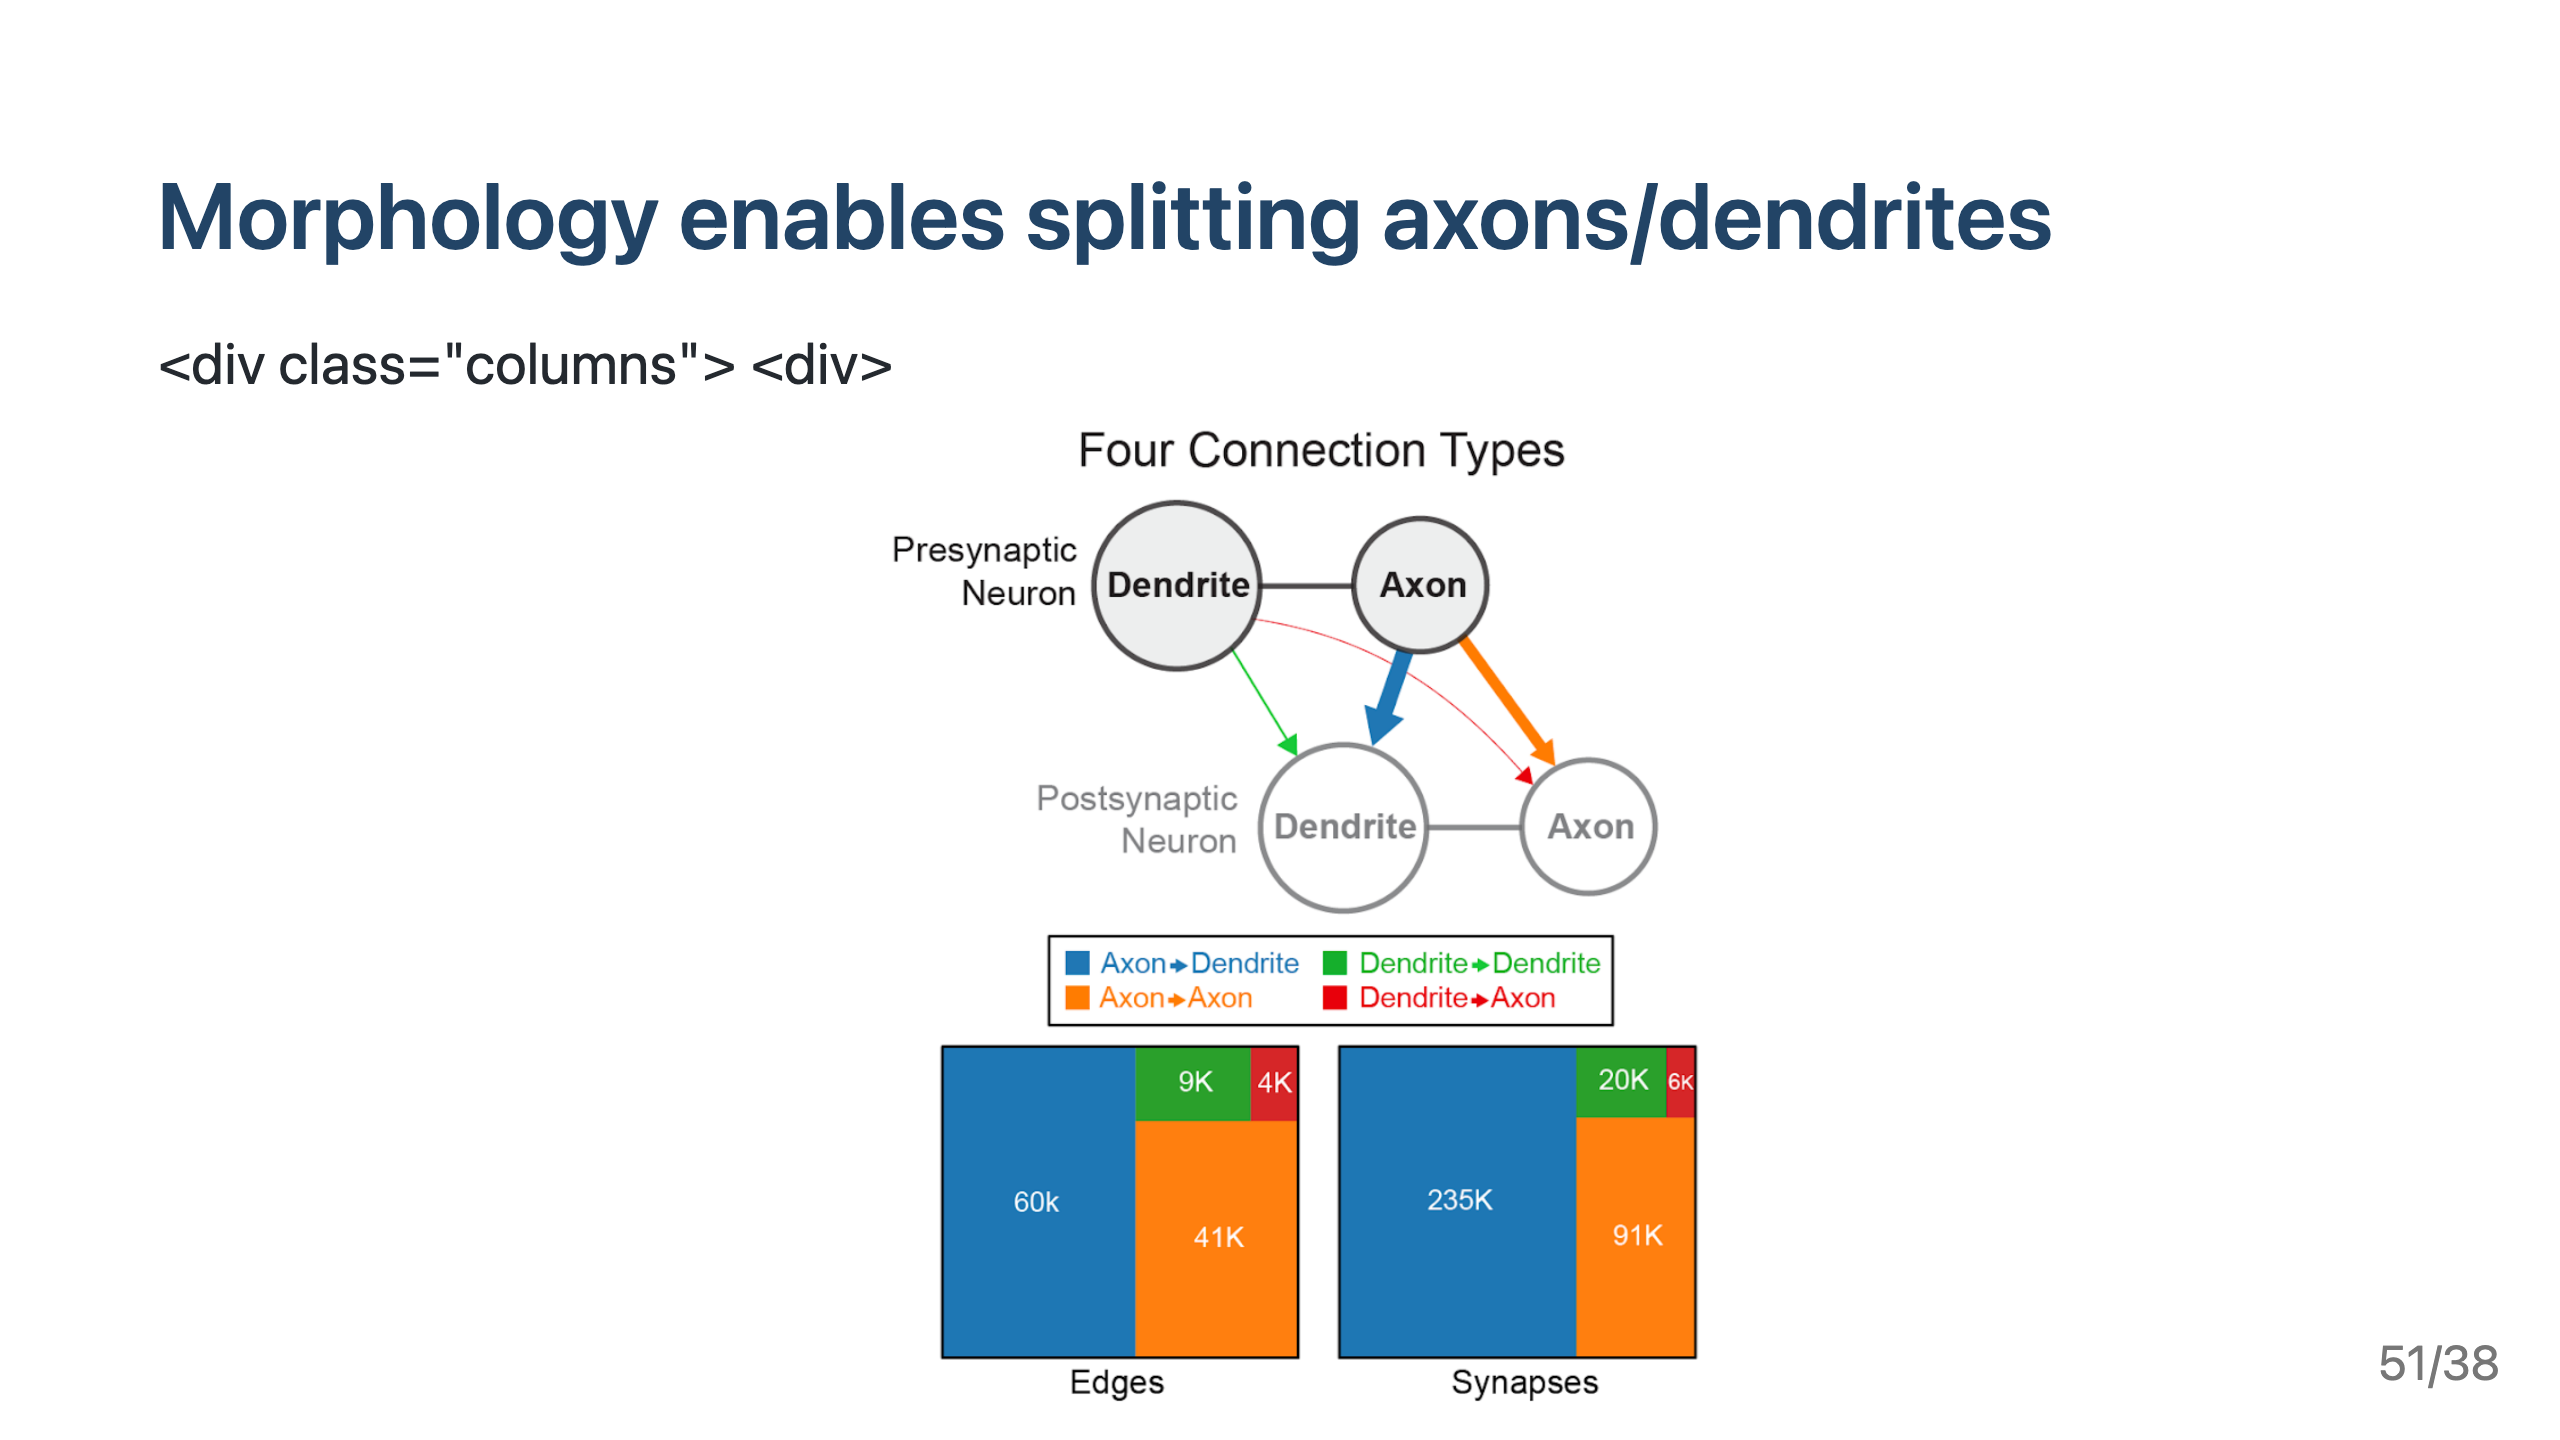 Morphology enables splitting axons/dendrites
<div class="columns"> <div>
Four Connection Types
Presynaptic
Neuron
Dendrite
Axon
Postsynaptic
Neuron
Dendrite
Axon
Axon→Dendrite
Dendrite→Dendrite
Axon→Axon
Dendrite→Axon
9K
4K
60k
41K
Edges
20K
6K
235K
91K
Synapses
51/38